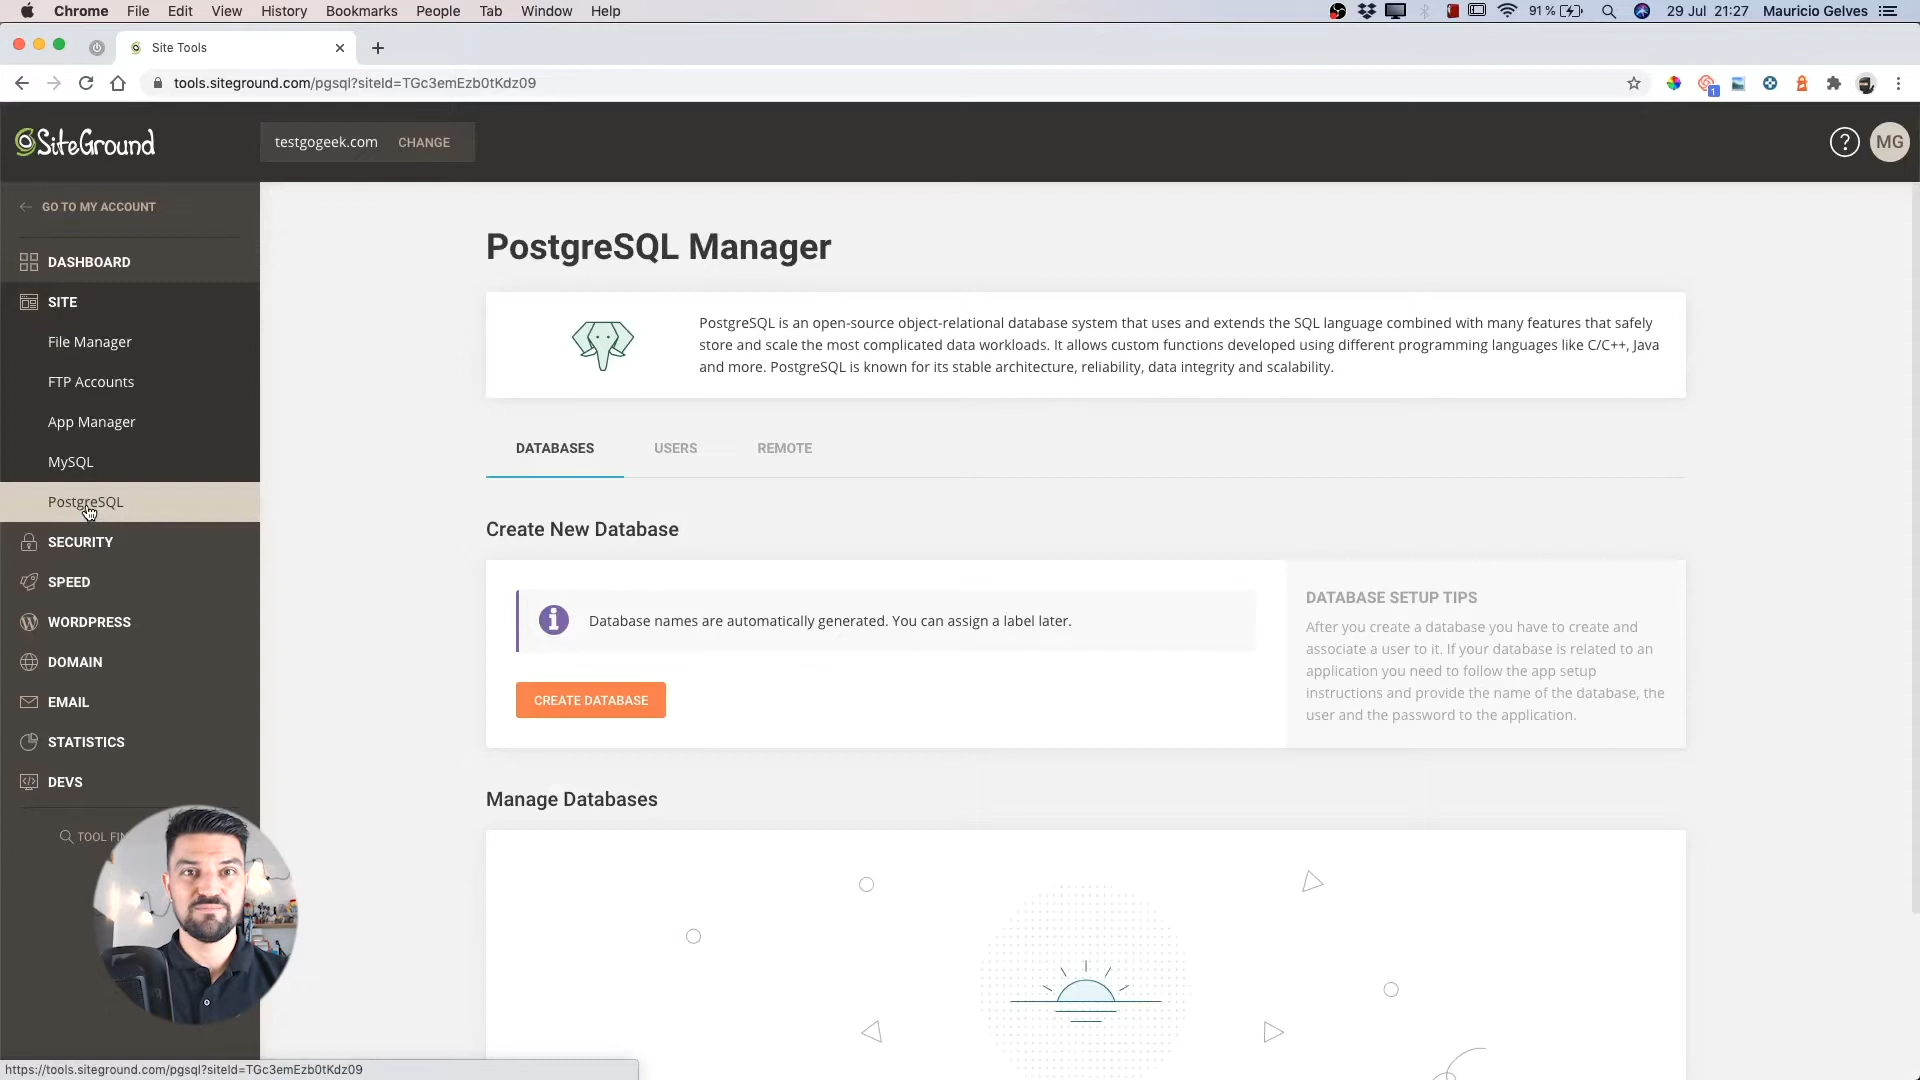 Chrome File Edit View History Bookmarks People Tab Window Help
91 % 29 Jul 21:27 Mauricio Gelves
Site Tools
tools.siteground.com/pgsql?siteId=TGc3emEzb0tKdz09
1
SiteGround
testgogeek.com CHANGE
? MG
GO TO MY ACCOUNT
DASHBOARD
SITE
File Manager
FTP Accounts
App Manager
MySQL
PostgreSQL
SECURITY
SPEED
WORDPRESS
DOMAIN
EMAIL
STATISTICS
DEVS
TOOL
PostgreSQL Manager
PostgreSQL is an open-source object-relational database system that uses and extends the SQL language combined with many features that safely
store and scale the most complicated data workloads. It allows custom functions developed using different programming languages like C/C++, Java
and more. PostgreSQL is known for its stable architecture, reliability, data integrity and scalability.
DATABASES USERS REMOTE
Create New Database
Database names are automatically generated. You can assign a label later.
CREATE DATABASE
DATABASE SETUP TIPS
After you create a database you have to create and
associate a user to it. If your database is related to an
application you need to follow the app setup
instructions and provide the name of the database, the
user and the password to the application.
Manage Databases
https://tools.siteground.com/pgsql?siteId=TGc3emEzb0tKdz09